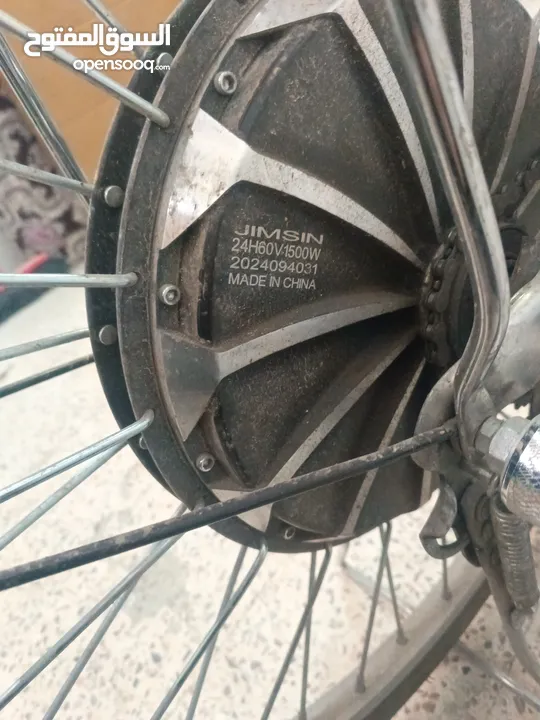 السوق المفتوح
opensooq.com
JIMSIN
24H60V1500W
2024094031
MADE IN CHINA